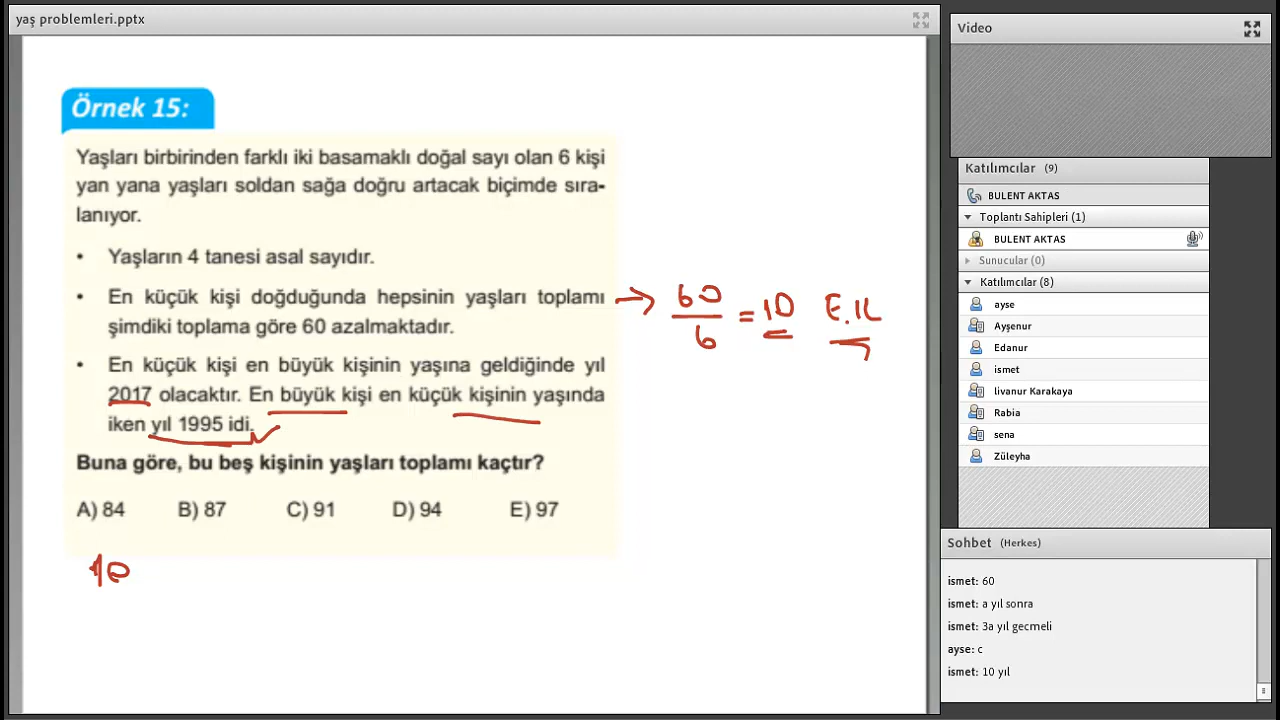 yaş problemleri.pptx
Örnek 15:
Yaşları birbirinden farklı iki basamaklı doğal sayı olan 6 kişi
yan yana yaşları soldan sağa doğru artacak biçimde sıra-
lanıyor.
• Yaşların 4 tanesi asal sayıdır.
• En küçük kişi doğduğunda hepsinin yaşları toplamı
şimdiki toplama göre 60 azalmaktadır.
• En küçük kişi en büyük kişinin yaşına geldiğinde yıl
2017 olacaktır. En büyük kişi en küçük kişinin yaşında
iken yıl 1995 idi.
Buna göre, bu beş kişinin yaşları toplamı kaçtır?
A) 84 B) 87 C) 91 D) 94 E) 97
60
6
= 10 E.K
10
Video
Katılımcılar (9)
BULENT AKTAS
Toplantı Sahipleri (1)
BULENT AKTAS
Sunucular (0)
Katılımcılar (8)
ayse
Ayşenur
Edanur
ismet
livanur Karakaya
Rabia
sena
Züleyha
Sohbet (Herkes)
ismet: 60
ismet: a yıl sonra
ismet: 3a yıl gecmeli
ayse: c
ismet: 10 yıl